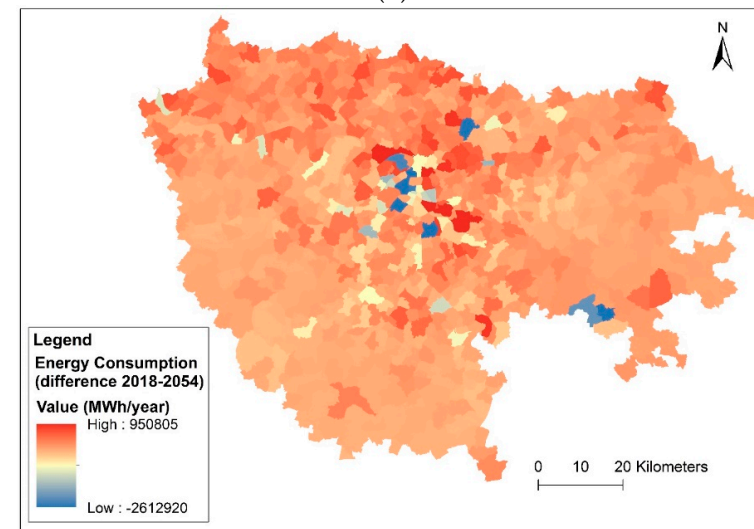 N
Legend
Energy Consumption
(difference 2018-2054)
Value (MWh/year)
High : 950805
Low : -2612920
0 10 20 Kilometers